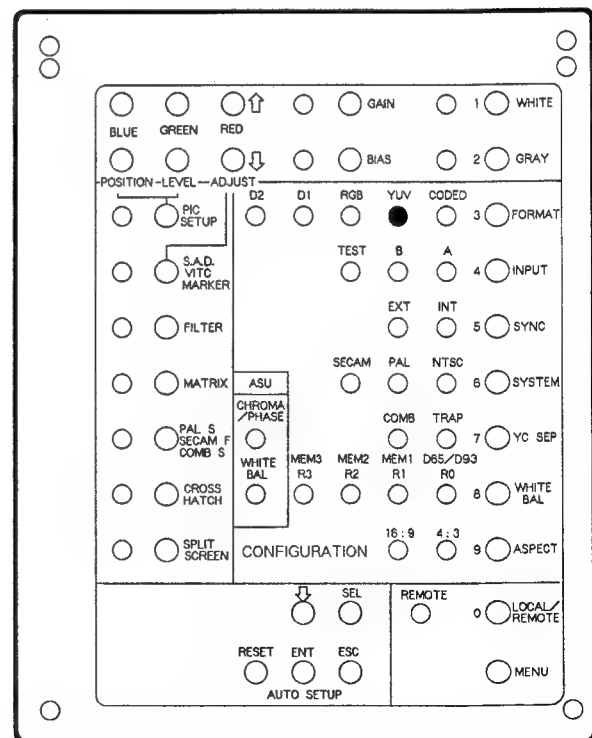 GAIN 1 WHITE
BLUE GREEN RED
BIAS 2 GRAY
POSITION LEVEL ADJUST
D2 D1 RGB YUV CODED
PIC SETUP
3 FORMAT
TEST B A
S.A.D. VITC MARKER
4 INPUT
EXT INT
FILTER
5 SYNC
SECAM PAL NTSC
MATRIX ASU
6 SYSTEM
CHROMA /PHASE
COMB TRAP
PAL S SECAM F COMB S
7 YC SEP
WHITE BAL
MEM3 MEM2 MEM1 D65/D93
R3 R2 R1 R0
CROSS HATCH
8 WHITE BAL
16:9 4:3
SPLIT SCREEN
CONFIGURATION
9 ASPECT
SEL
REMOTE
0 LOCAL/ REMOTE
RESET ENT ESC
MENU
AUTO SETUP